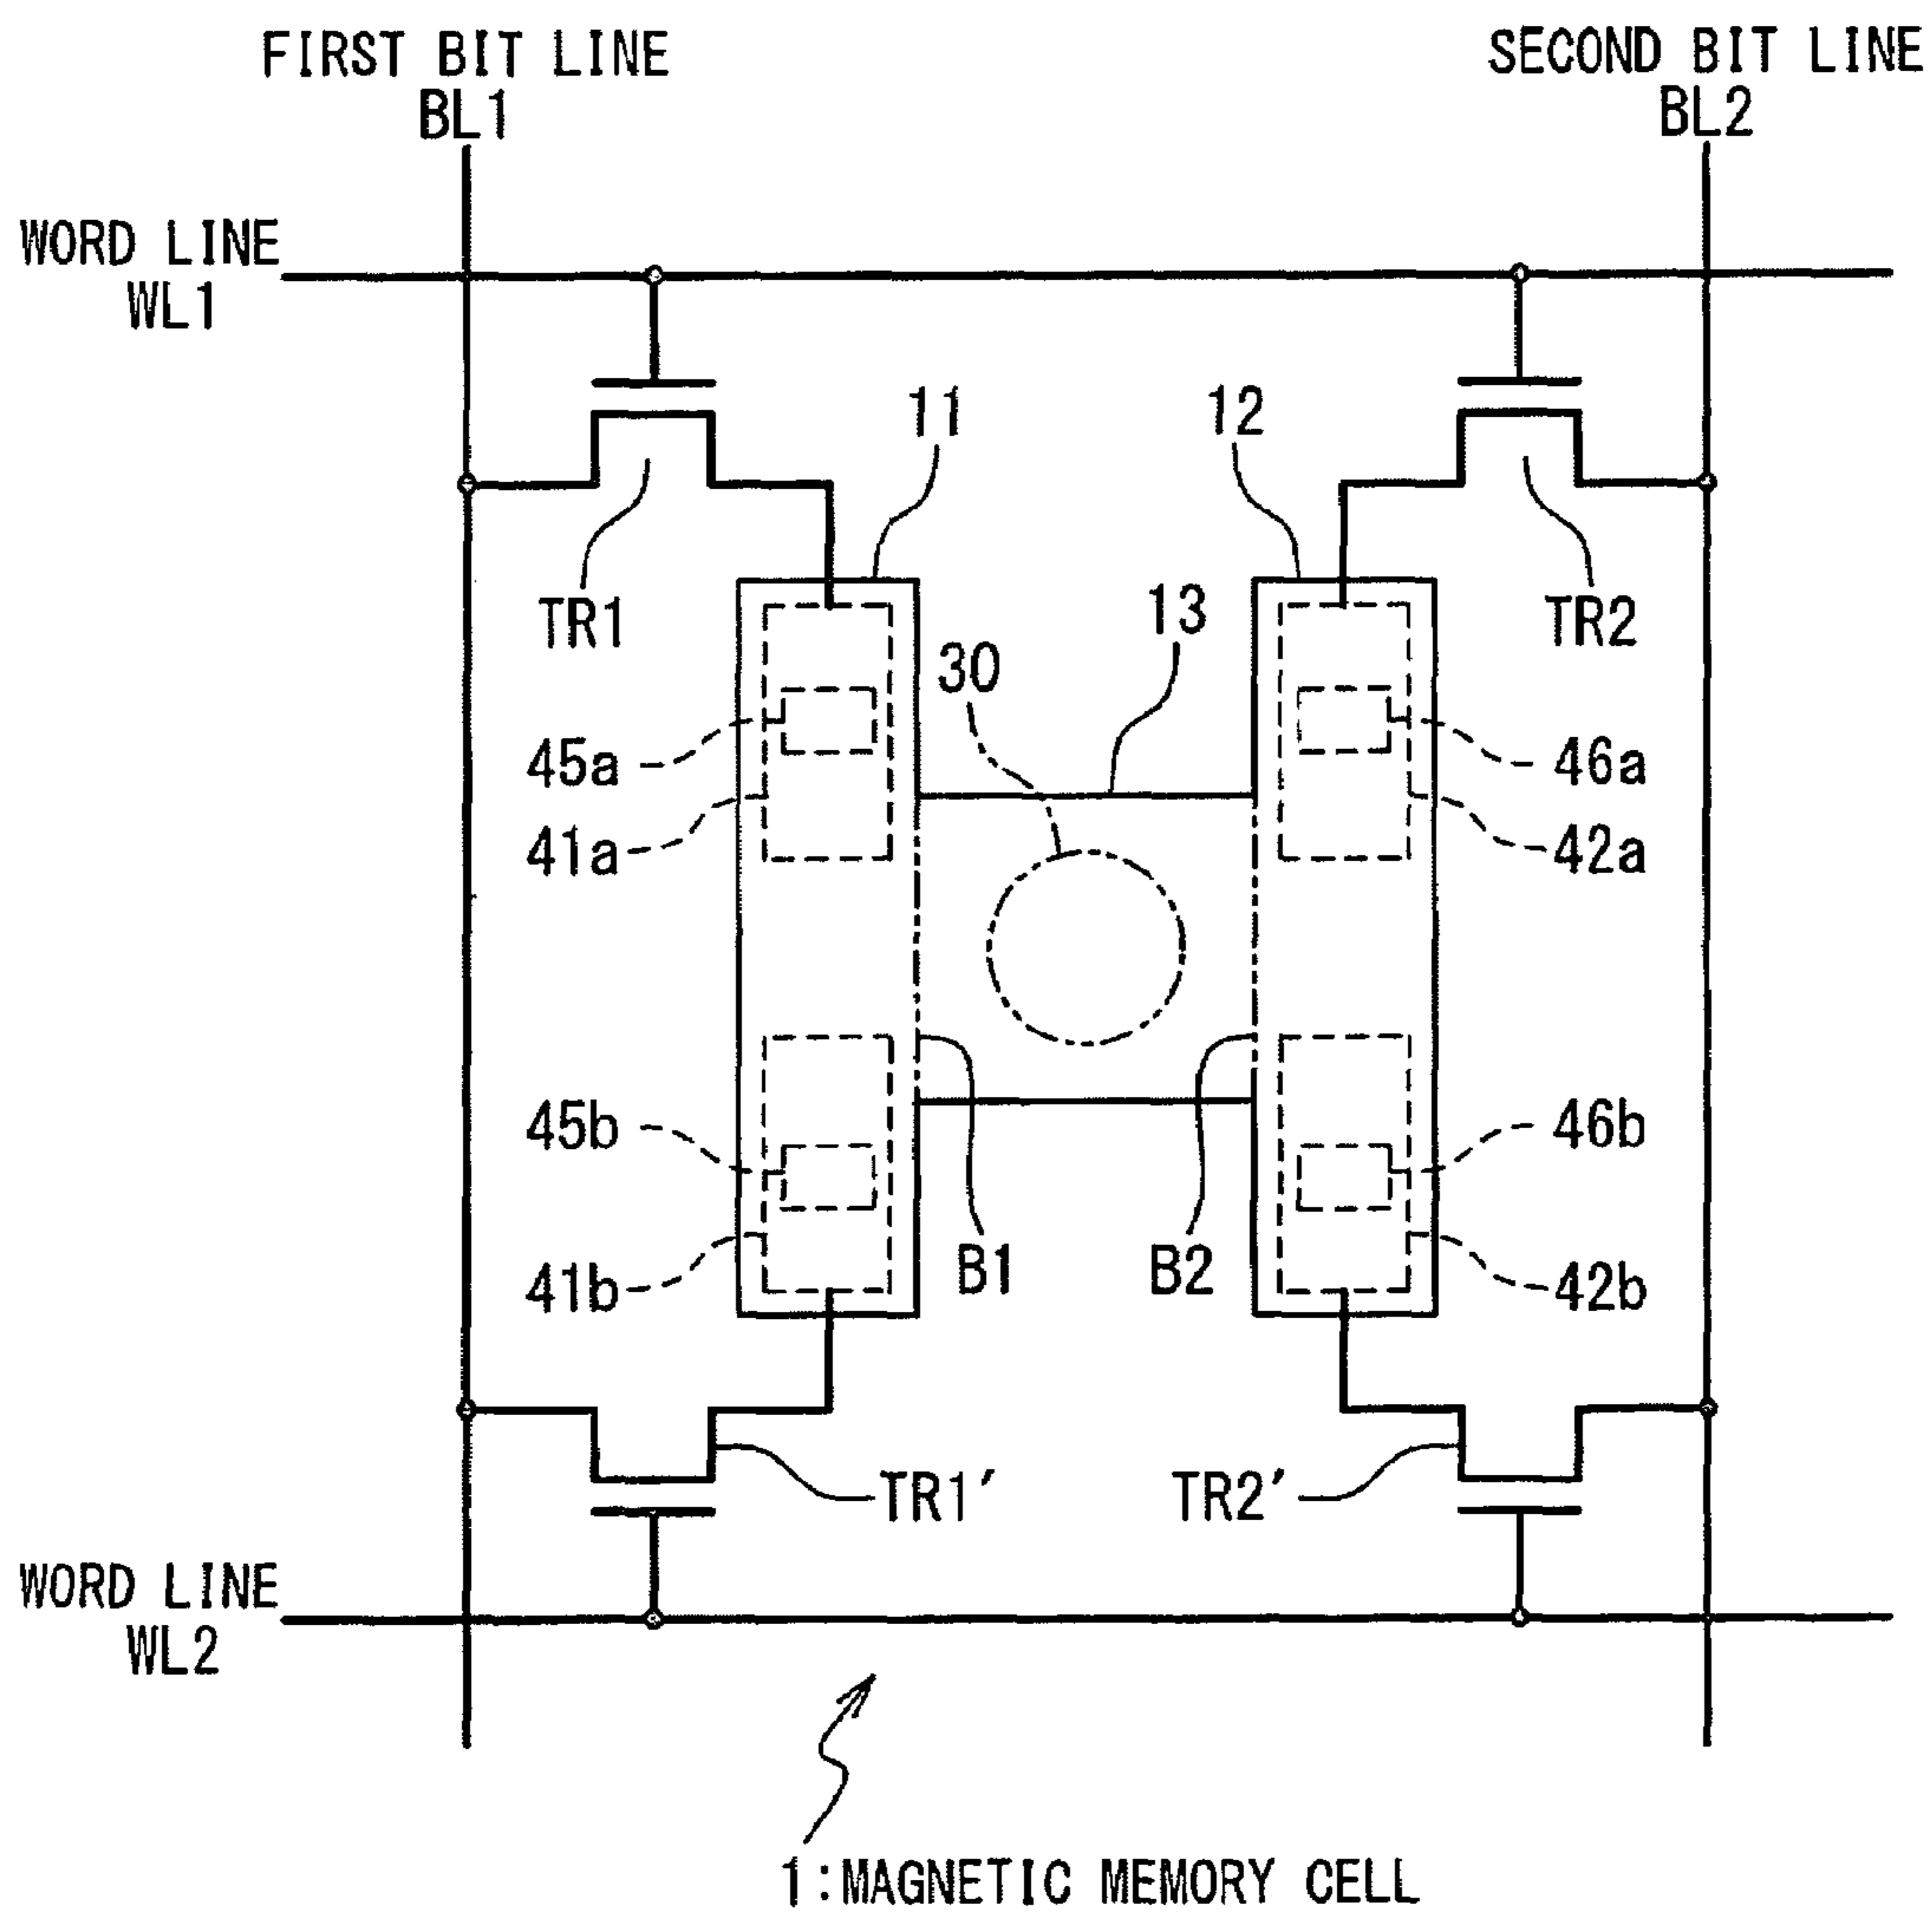 FIRST BIT LINE
BL1
SECOND BIT LINE
BL2
WORD LINE
WL1
11
12
TR1
TR2
13
30
45a
46a
41a
42a
45b
46b
B1
B2
41b
42b
TR1′
TR2′
WORD LINE
WL2
1:MAGNETIC MEMORY CELL